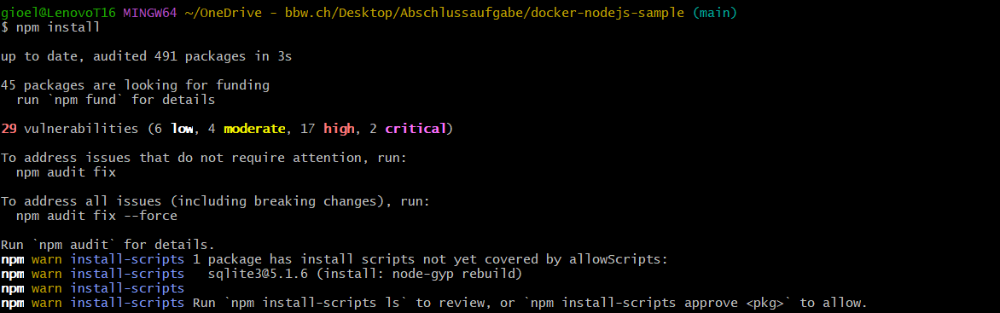 gioel@LenovoT16 MINGW64 ~/OneDrive - bbw.ch/Desktop/Abschlussaufgabe/docker-nodejs-sample (main)
$ npm install
up to date, audited 491 packages in 3s
45 packages are looking for funding
  run `npm fund` for details
29 vulnerabilities (6 low, 4 moderate, 17 high, 2 critical)
To address issues that do not require attention, run:
  npm audit fix
To address all issues (including breaking changes), run:
  npm audit fix --force
Run `npm audit` for details.
npm warn install-scripts 1 package has install scripts not yet covered by allowScripts:
npm warn install-scripts   sqlite3@5.1.6 (install: node-gyp rebuild)
npm warn install-scripts
npm warn install-scripts Run `npm install-scripts ls` to review, or `npm install-scripts approve <pkg>` to allow.